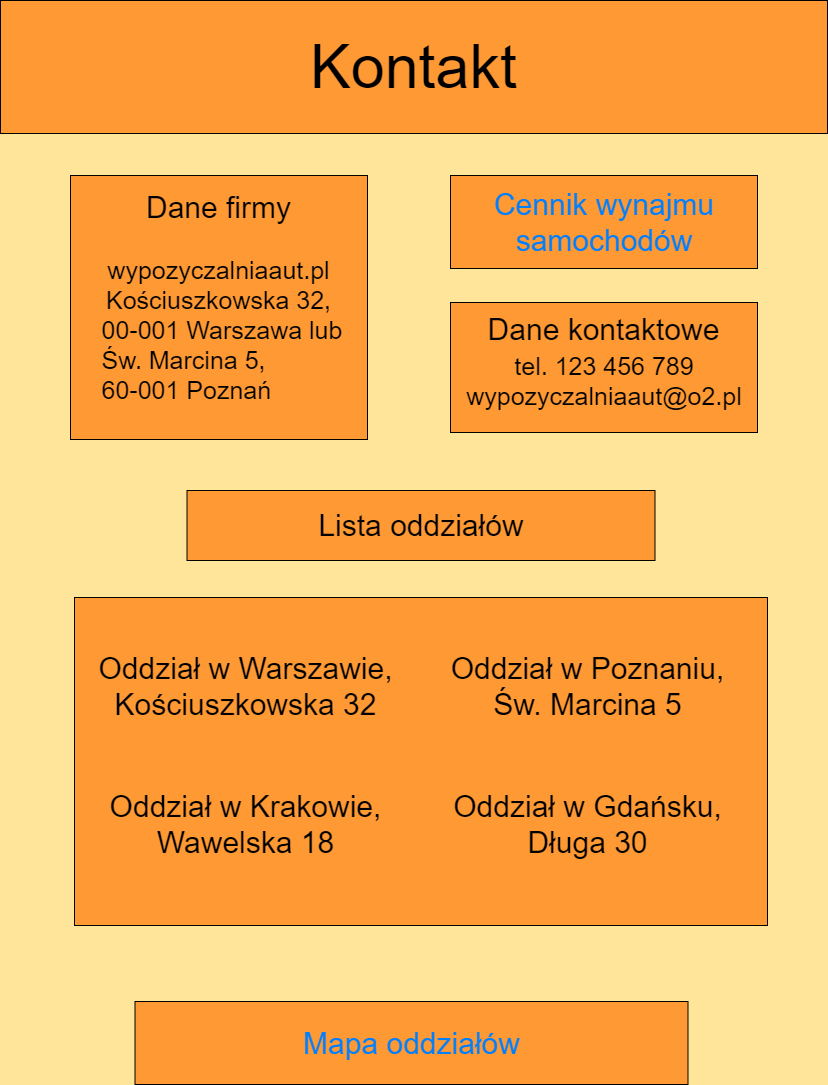 Kontakt
Dane firmy
wypozyczalniaaut.pl
Kościuszkowska 32,
00-001 Warszawa lub
Św. Marcina 5,
60-001 Poznań
Cennik wynajmu
samochodów
Dane kontaktowe
tel. 123 456 789
wypozyczalniaaut@o2.pl
Lista oddziałów
Oddział w Warszawie,
Kościuszkowska 32
Oddział w Poznaniu,
Św. Marcina 5
Oddział w Krakowie,
Wawelska 18
Oddział w Gdańsku,
Długa 30
Mapa oddziałów